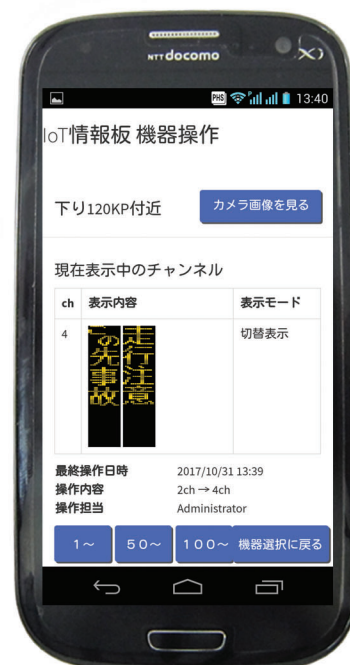 NTT docomo
PHS 13:40
IoT情報板 機器操作
下り120KP付近
カメラ画像を見る
現在表示中のチャンネル
ch 表示内容 表示モード
4 この先事故 走行注意 切替表示
最終操作日時 2017/10/31 13:39
操作内容 2ch → 4ch
操作担当 Administrator
1～ 50～ 100～ 機器選択に戻る